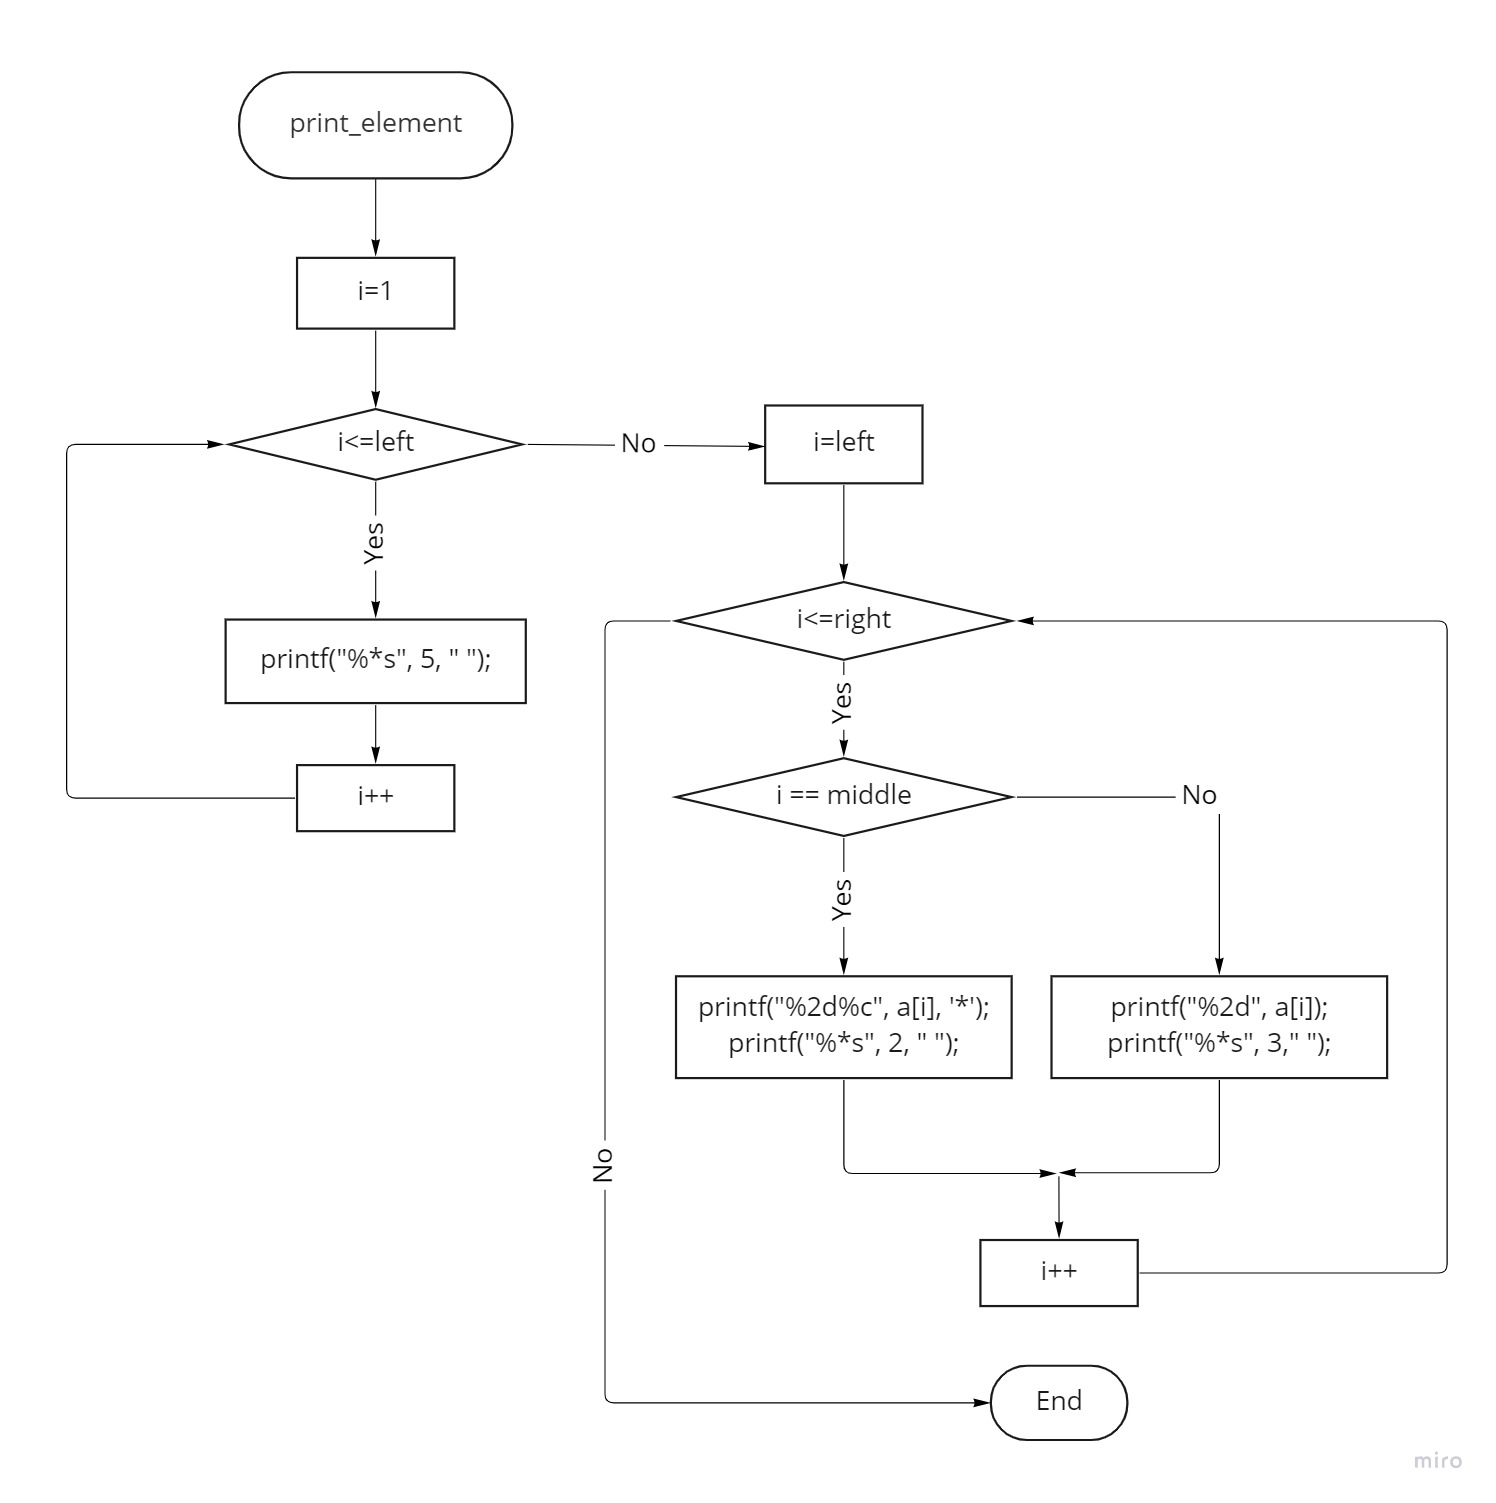 print_element
i=1
i<=left
No
i=left
Yes
printf("%*s", 5, " ");
i++
i<=right
Yes
i == middle
No
Yes
printf("%2d%c", a[i], '*');
printf("%*s", 2, " ");
printf("%2d", a[i]);
printf("%*s", 3," ");
No
i++
End
miro